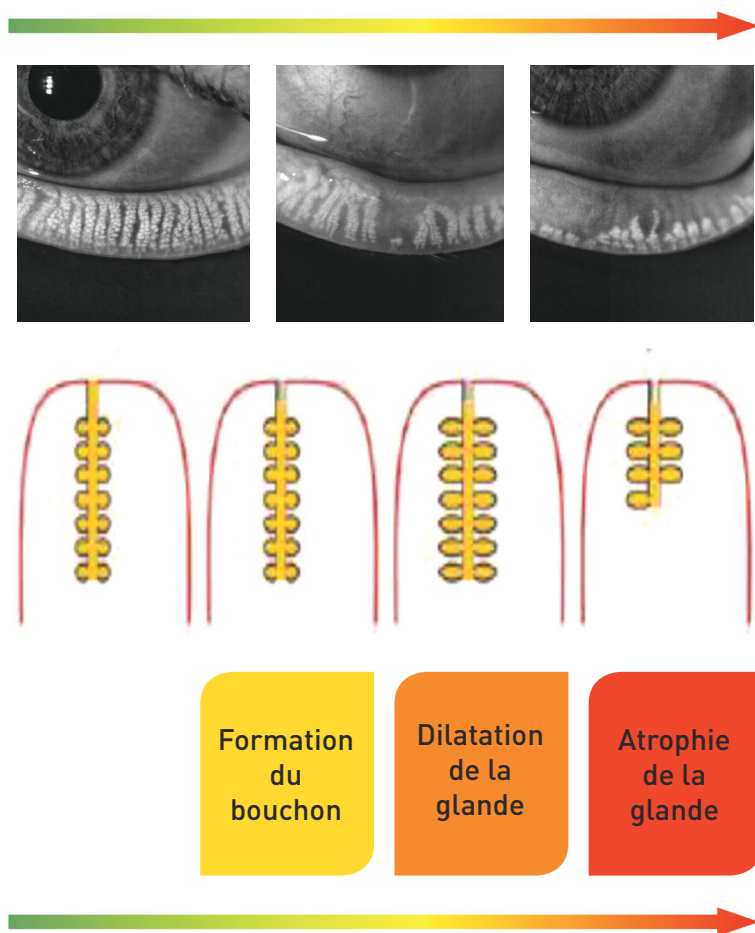 Formation
du
bouchon
Dilatation
de la
glande
Atrophie
de la
glande